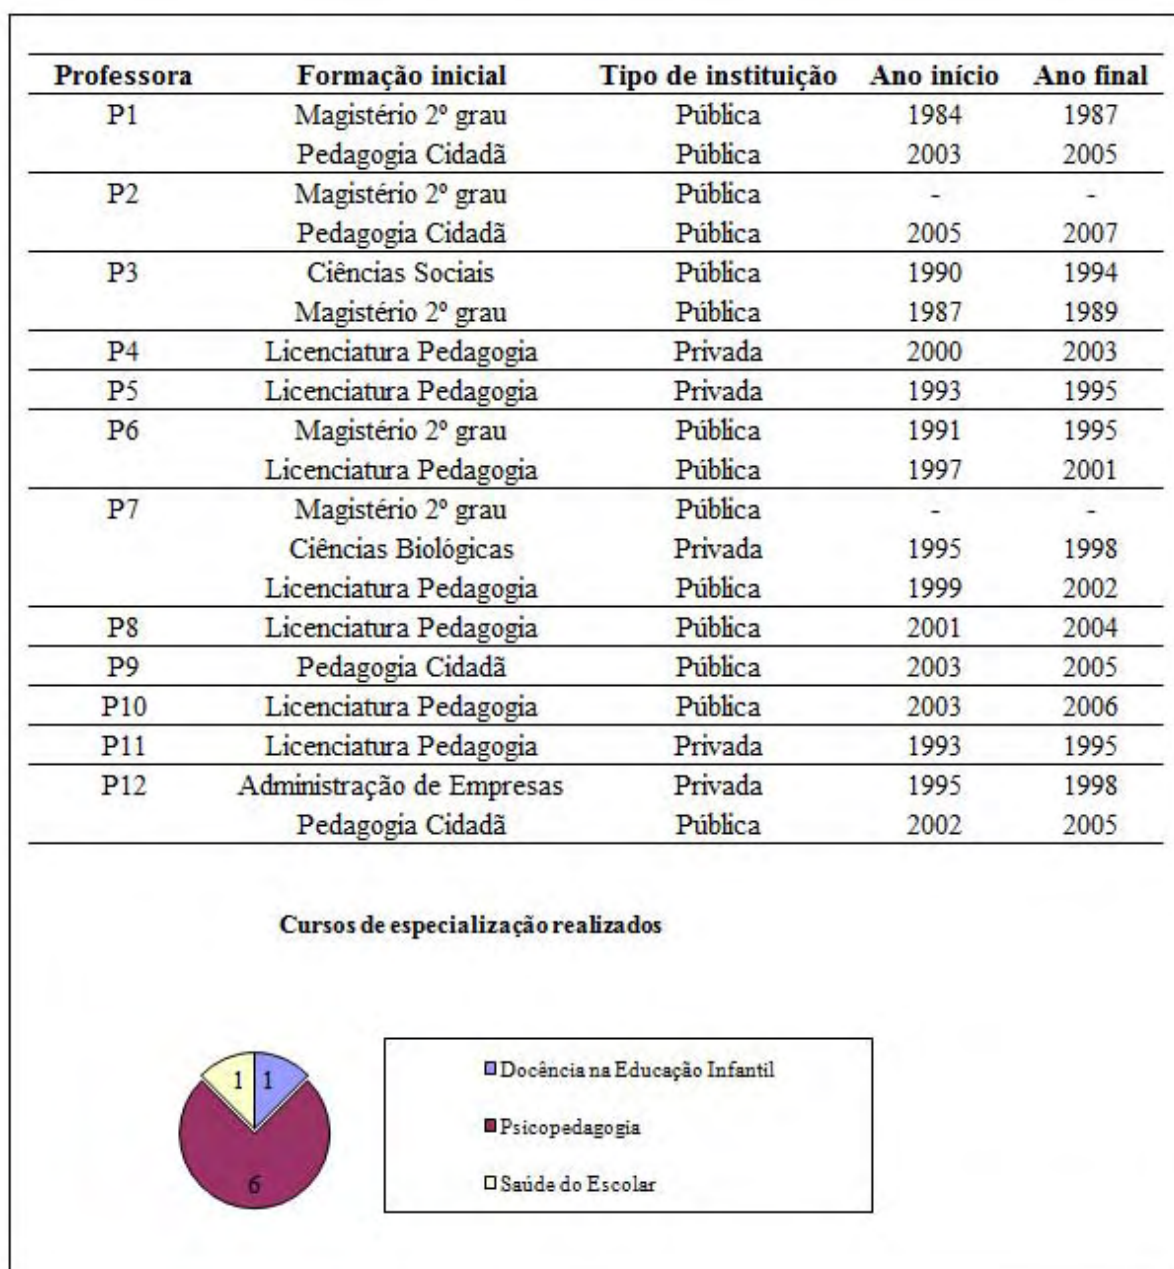 Professora Formação inicial Tipo de instituição Ano início Ano final
P1 Magistério 2º grau Pública 1984 1987
Pedagogia Cidadã Pública 2003 2005
P2 Magistério 2º grau Pública - -
Pedagogia Cidadã Pública 2005 2007
P3 Ciências Sociais Pública 1990 1994
Magistério 2º grau Pública 1987 1989
P4 Licenciatura Pedagogia Privada 2000 2003
P5 Licenciatura Pedagogia Privada 1993 1995
P6 Magistério 2º grau Pública 1991 1995
Licenciatura Pedagogia Pública 1997 2001
P7 Magistério 2º grau Pública - -
Ciências Biológicas Privada 1995 1998
Licenciatura Pedagogia Pública 1999 2002
P8 Licenciatura Pedagogia Pública 2001 2004
P9 Pedagogia Cidadã Pública 2003 2005
P10 Licenciatura Pedagogia Pública 2003 2006
P11 Licenciatura Pedagogia Privada 1993 1995
P12 Administração de Empresas Privada 1995 1998
Pedagogia Cidadã Pública 2002 2005
Cursos de especialização realizados
1 1
6
Docência na Educação Infantil
Psicopedagogia
Saúde do Escolar